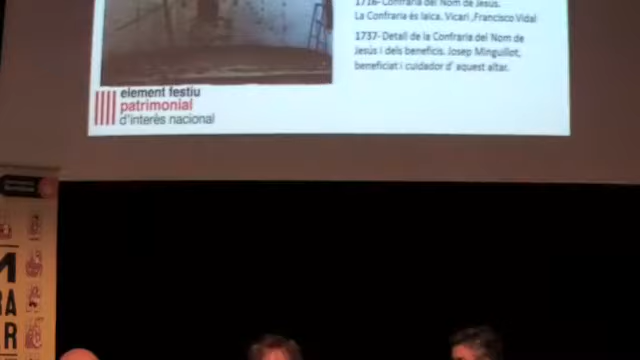 1716- Confraria del Nom de Jesús.
La Confraria és laica. Vicari ,Francisco Vidal
1737- Detall de la Confraria del Nom de
Jesús i dels beneficis. Josep Minguillot,
beneficiat i cuidador d' aquest altar.
element festiu
patrimonial
d'interès nacional